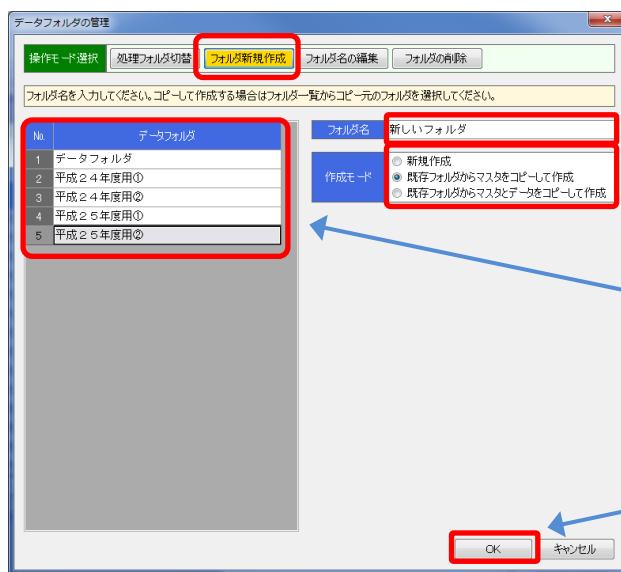 データフォルダの管理
操作モード選択 処理フォルダ切替 フォルダ新規作成 フォルダ名の編集 フォルダの削除
フォルダ名を入力してください。コピーして作成する場合はフォルダ一覧からコピー元のフォルダを選択してください。
No. データフォルダ
1 データフォルダ
2 平成２４年度用①
3 平成２４年度用②
4 平成２５年度用①
5 平成２５年度用②
フォルダ名 新しいフォルダ
作成モード
新規作成
既存フォルダからマスタをコピーして作成
既存フォルダからマスタとデータをコピーして作成
OK キャンセル